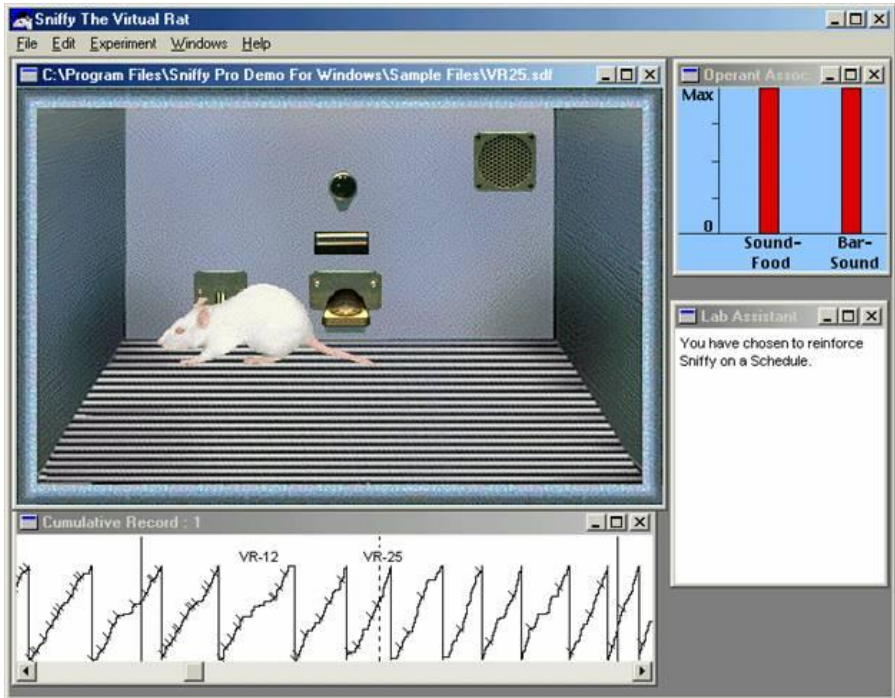 Sniffy The Virtual Rat
File Edit Experiment Windows Help
C:\Program Files\Sniffy Pro Demo For Windows\Sample Files\VR25.sdf
Operant Assoc
Max
0
Sound-
Food
Bar-
Sound
Lab Assistant
You have chosen to reinforce
Sniffy on a Schedule.
Cumulative Record : 1
VR-12
VR-25